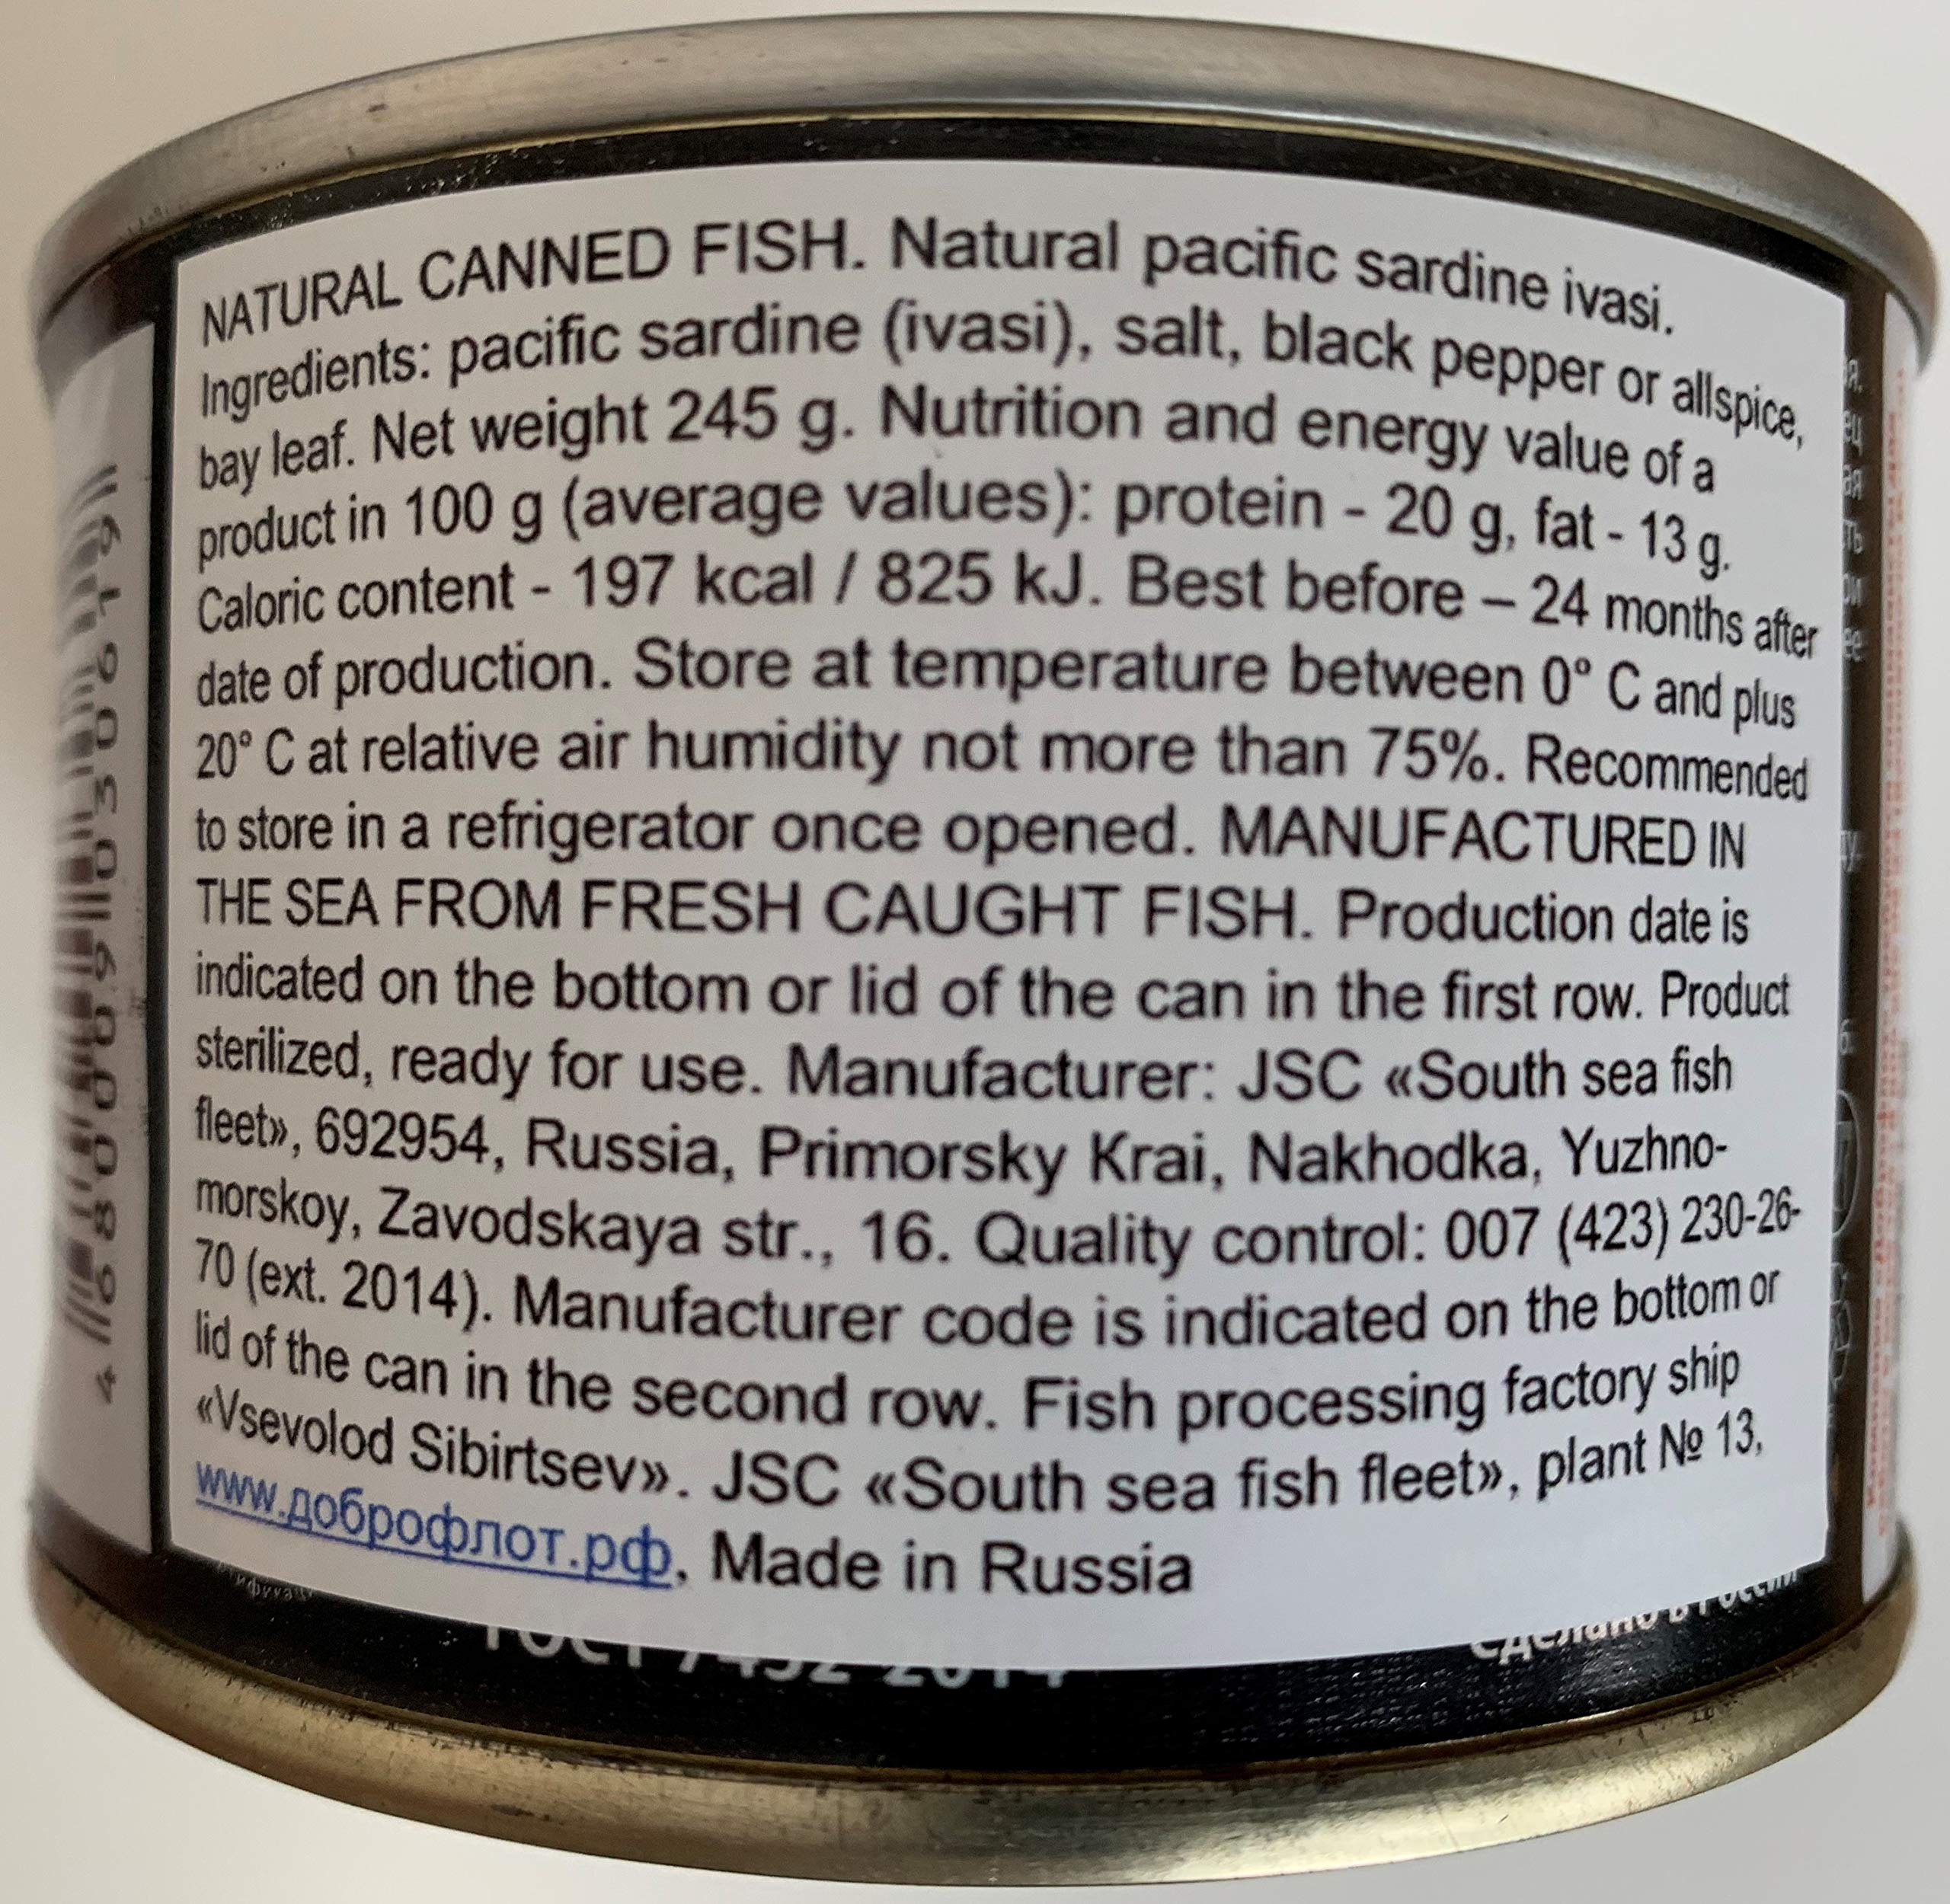 NATURAL CANNED FISH. Natural pacific sardine ivasi.
Ingredients: pacific sardine (ivasi), salt, black pepper or allspice,
bay leaf. Net weight 245 g. Nutrition and energy value of a
product in 100 g (average values): protein - 20 g, fat - 13 g.
Caloric content - 197 kcal / 825 kJ. Best before – 24 months after
date of production. Store at temperature between 0° C and plus
20° C at relative air humidity not more than 75%. Recommended
to store in a refrigerator once opened. MANUFACTURED IN
THE SEA FROM FRESH CAUGHT FISH. Production date is
indicated on the bottom or lid of the can in the first row. Product
sterilized, ready for use. Manufacturer: JSC «South sea fish
fleet», 692954, Russia, Primorsky Krai, Nakhodka, Yuzhno-
morskoy, Zavodskaya str., 16. Quality control: 007 (423) 230-26-
70 (ext. 2014). Manufacturer code is indicated on the bottom or
lid of the can in the second row. Fish processing factory ship
«Vsevolod Sibirtsev». JSC «South sea fish fleet», plant № 13,
www.доброфлот.рф, Made in Russia
ГОСТ 7452-2014
Сделано в России
4 680009 030619